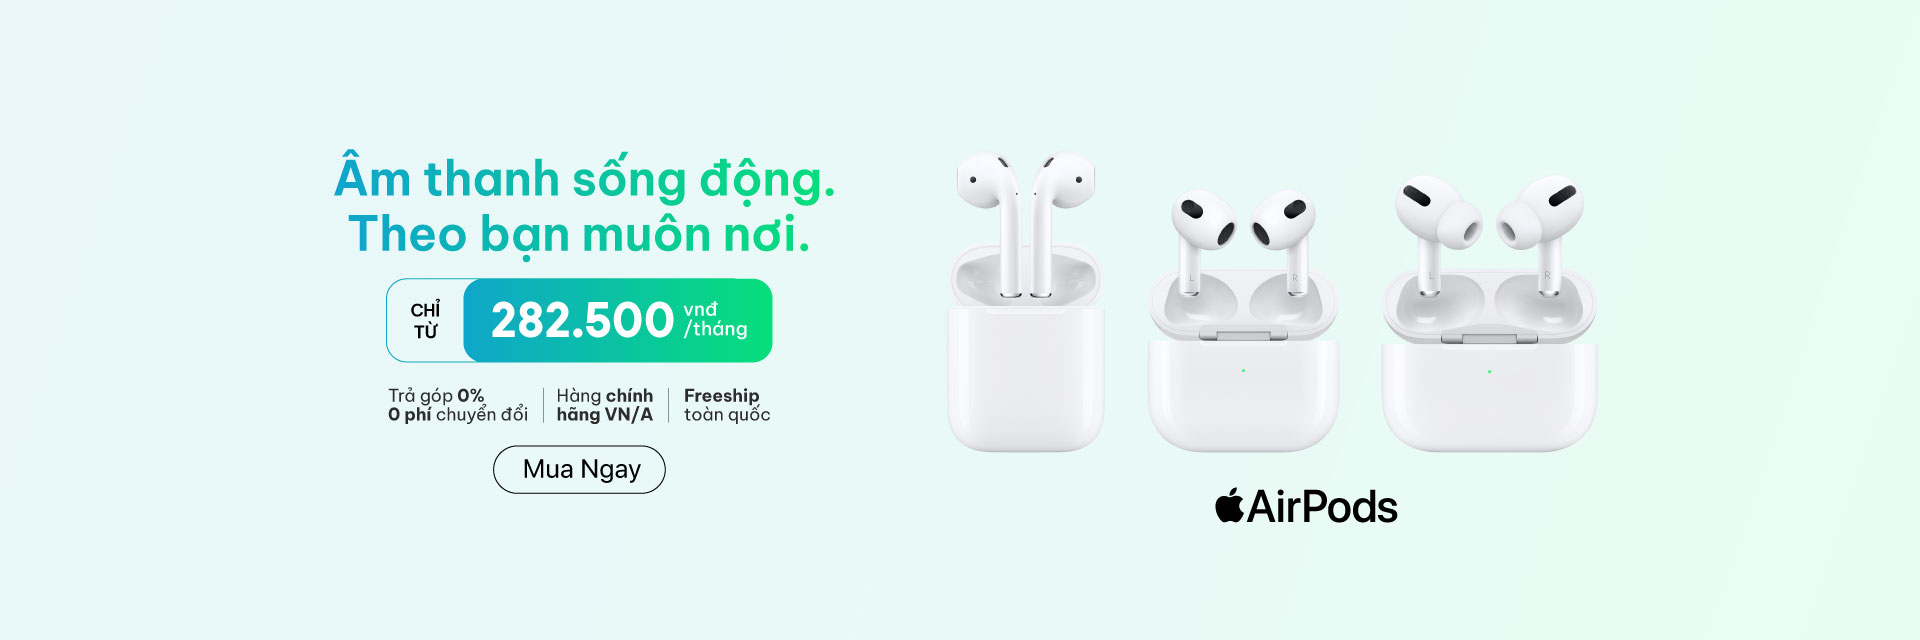 Âm thanh sống động.
Theo bạn muôn nơi.
CHỈ
TỪ
282.500 vnđ
/tháng
Trả góp 0%
0 phí chuyển đổi
Hàng chính
hãng VN/A
Freeship
toàn quốc
Mua Ngay
L
R
L
R
AirPods